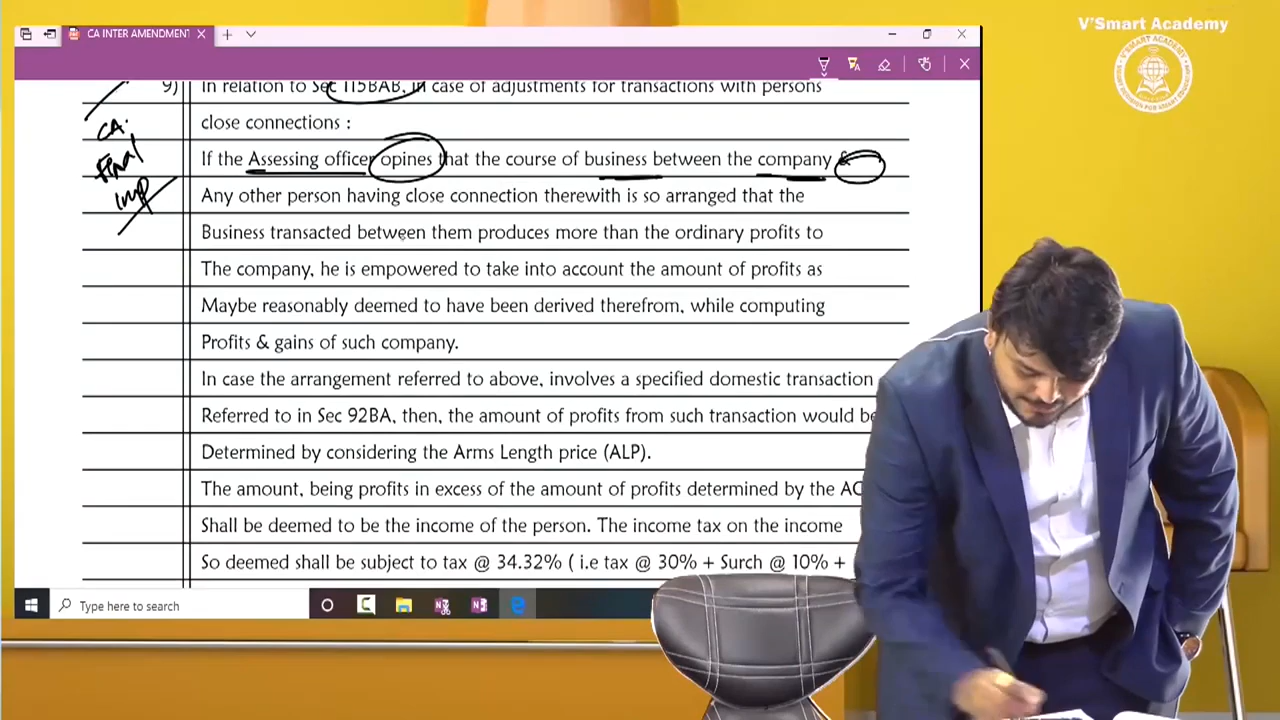 V'Smart Academy
CA INTER AMENDMENT
9) In relation to Sec 115BAB, in case of adjustments for transactions with persons
close connections :
If the Assessing officer opines that the course of business between the company &
Any other person having close connection therewith is so arranged that the
Business transacted between them produces more than the ordinary profits to
The company, he is empowered to take into account the amount of profits as
Maybe reasonably deemed to have been derived therefrom, while computing
Profits & gains of such company.
In case the arrangement referred to above, involves a specified domestic transaction
Referred to in Sec 92BA, then, the amount of profits from such transaction would be
Determined by considering the Arms Length price (ALP).
The amount, being profits in excess of the amount of profits determined by the AO
Shall be deemed to be the income of the person. The income tax on the income
So deemed shall be subject to tax @ 34.32% ( i.e tax @ 30% + Surch @ 10% +
CA.
Final
Imp
Type here to search